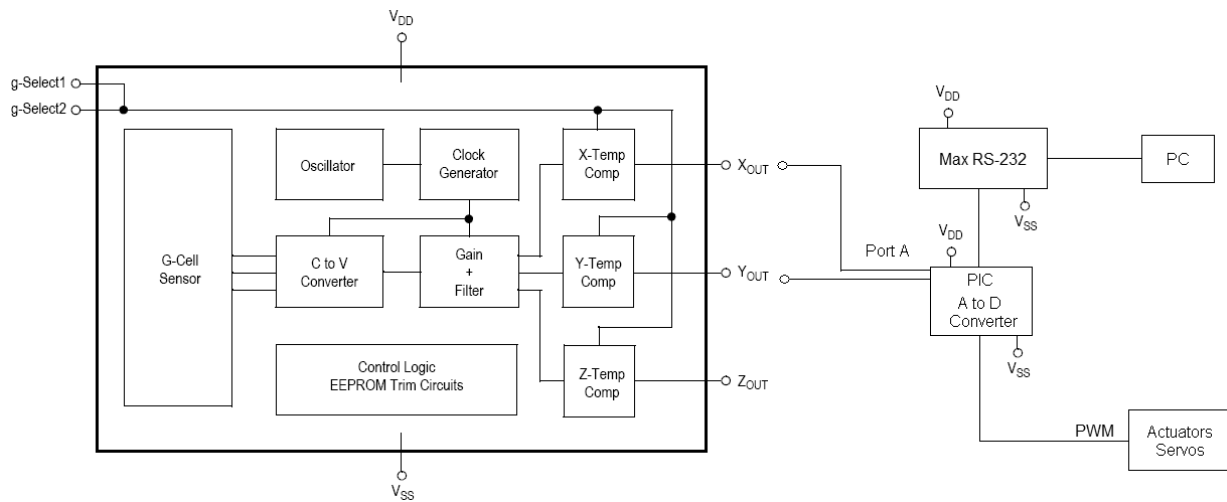 VDD
g-Select1
g-Select2
Oscillator
Clock
Generator
X-Temp
Comp
XOUT
G-Cell
Sensor
C to V
Converter
Gain
+
Filter
Y-Temp
Comp
YOUT
Control Logic
EEPROM Trim Circuits
Z-Temp
Comp
ZOUT
VSS
VDD
Max RS-232
PC
VSS
VDD
Port A
PIC
A to D
Converter
VSS
PWM
Actuators
Servos